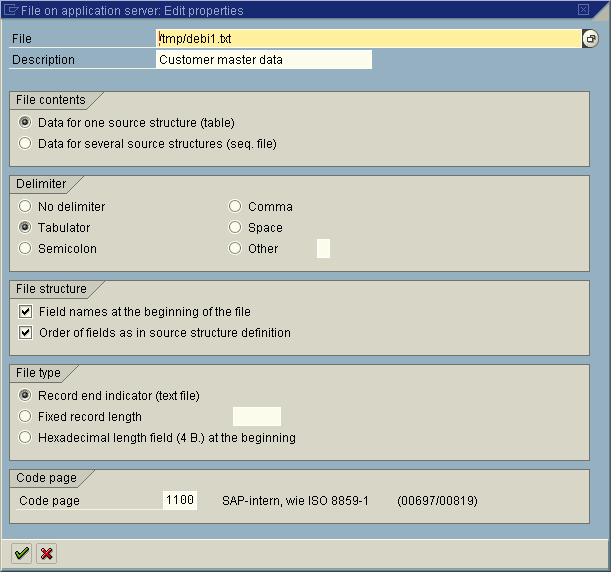 File on application server: Edit properties
File /tmp/debi1.txt
Description Customer master data
File contents
Data for one source structure (table)
Data for several source structures (seq. file)
Delimiter
No delimiter Comma
Tabulator Space
Semicolon Other
File structure
Field names at the beginning of the file
Order of fields as in source structure definition
File type
Record end indicator (text file)
Fixed record length
Hexadecimal length field (4 B.) at the beginning
Code page
Code page 1100 SAP-intern, wie ISO 8859-1 (00697/00819)